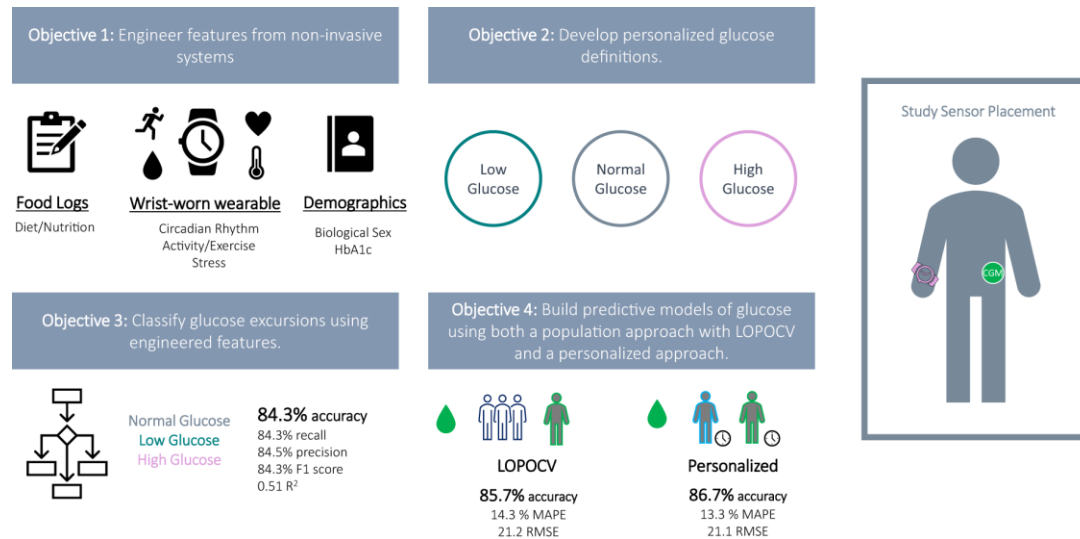 Objective 1: Engineer features from non-invasive
systems
Food Logs
Diet/Nutrition
Wrist-worn wearable
Circadian Rhythm
Activity/Exercise
Stress
Demographics
Biological Sex
HbA1c
Objective 2: Develop personalized glucose
definitions.
Low
Glucose
Normal
Glucose
High
Glucose
Objective 3: Classify glucose excursions using
engineered features.
Normal Glucose
Low Glucose
High Glucose
84.3% accuracy
84.3% recall
84.5% precision
84.3% F1 score
0.51 R²
Objective 4: Build predictive models of glucose
using both a population approach with LOPOCV
and a personalized approach.
LOPOCV
85.7% accuracy
14.3 % MAPE
21.2 RMSE
Personalized
86.7% accuracy
13.3 % MAPE
21.1 RMSE
Study Sensor Placement
CGM